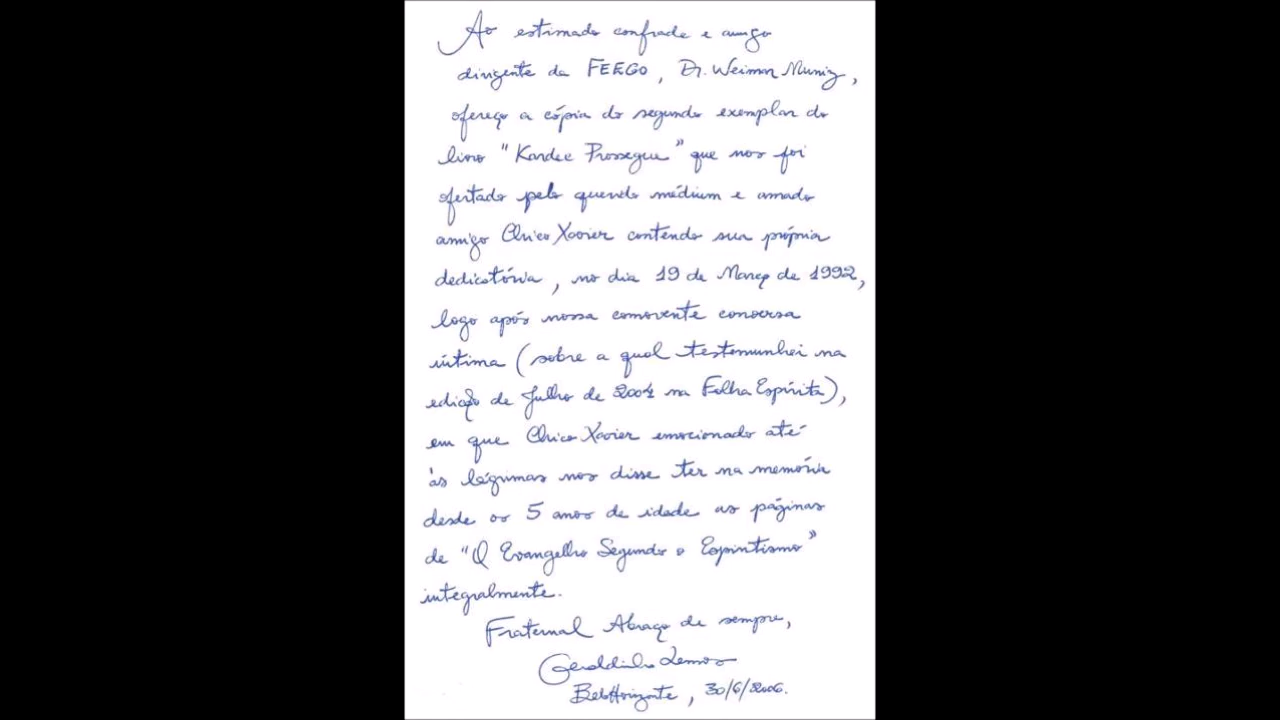 Ao estimado confrade e amigo
dirigente da FEEGO, Dr. Weimar Muniz,
ofereço a cópia do segundo exemplar do
livro "Kardec Prossegue" que nos foi
ofertado pelo querido médium e amado
amigo Chico Xavier contendo sua própria
dedicatória, no dia 19 de Março de 1992,
logo após nossa comovente conversa
íntima (sobre a qual testemunhei na
edição de Julho de 2004 na Folha Espírita),
em que Chico Xavier emocionado até
às lágrimas nos disse ter na memória
desde os 5 anos de idade as páginas
de "O Evangelho Segundo o Espiritismo"
integralmente.
Fraternal Abraço de sempre,
Geraldinho Lemos
Belo Horizonte, 30/6/2006.